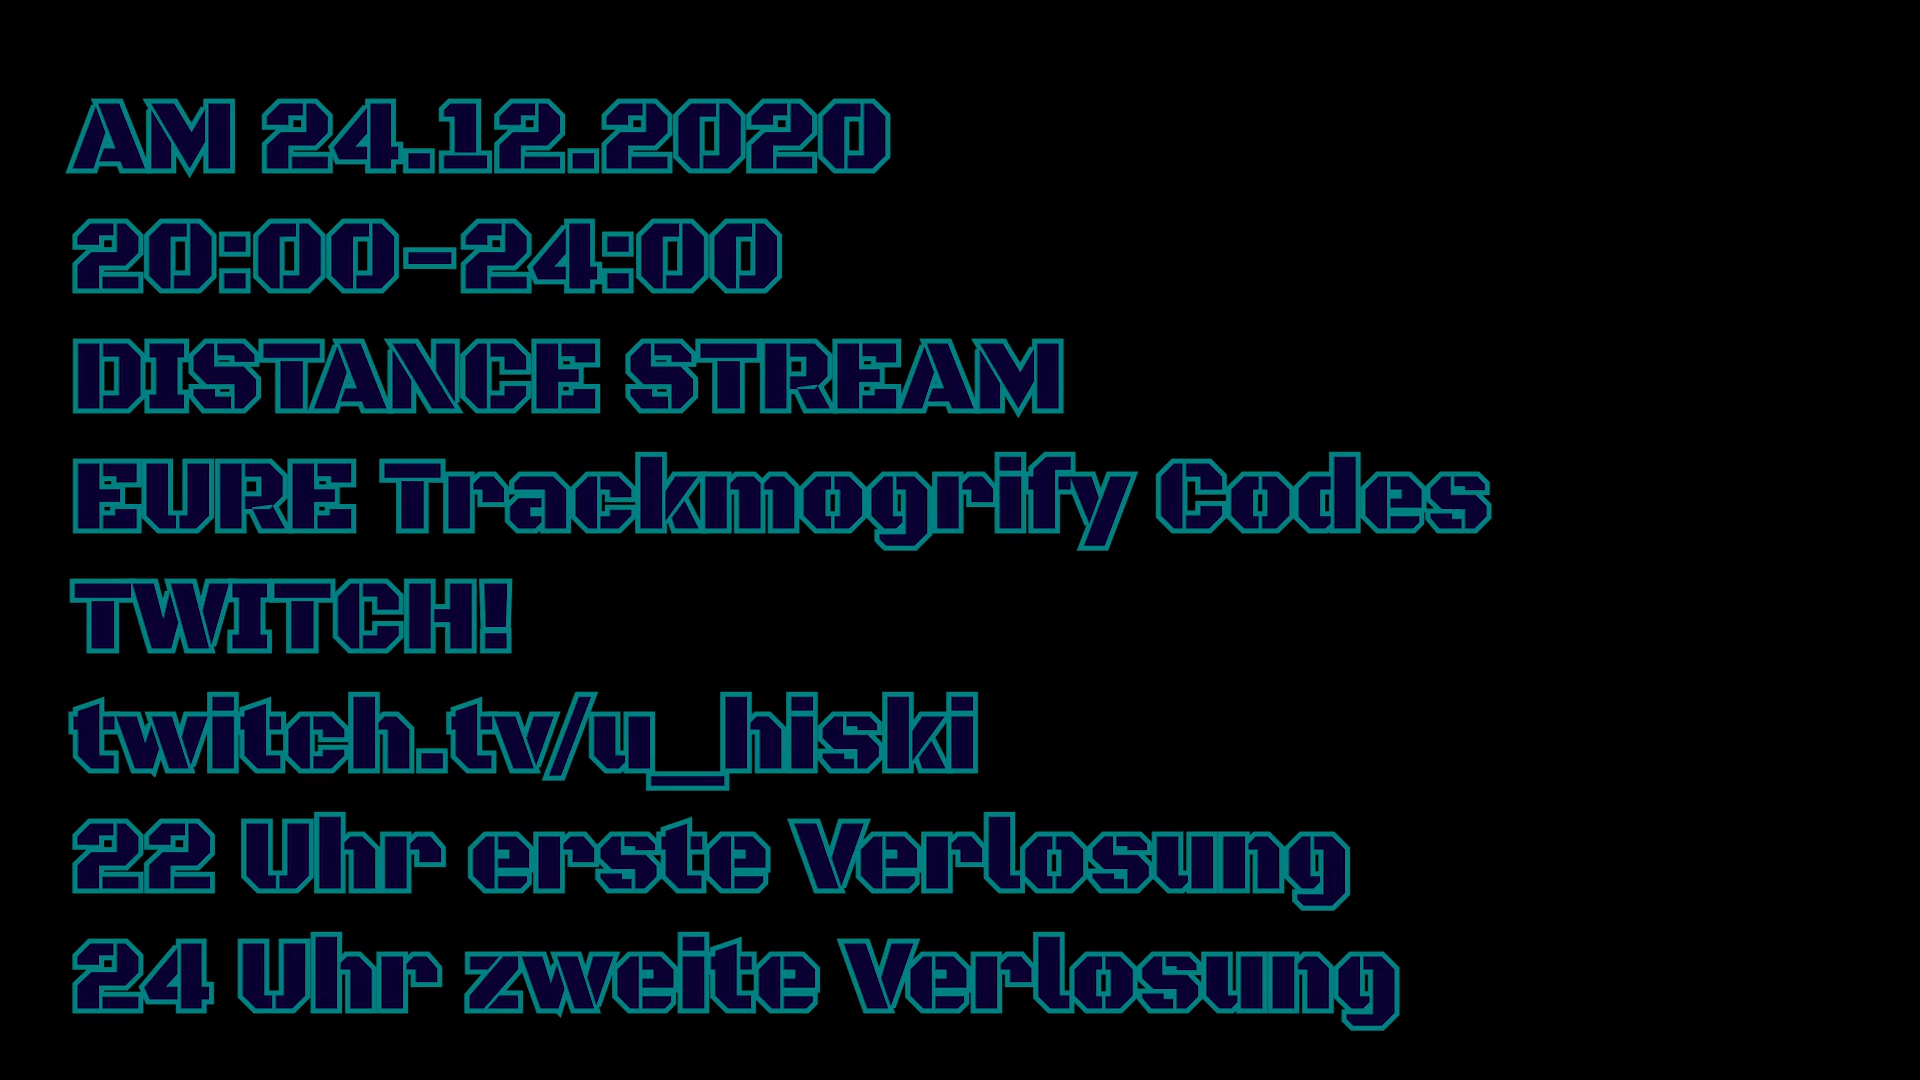 AM 24.12.2020
20:00-24:00
DISTANCE STREAM
EURE Trackmogrify Codes
TWITCH!
twitch.tv/u_hiski
22 Uhr erste Verlosung
24 Uhr zweite Verlosung